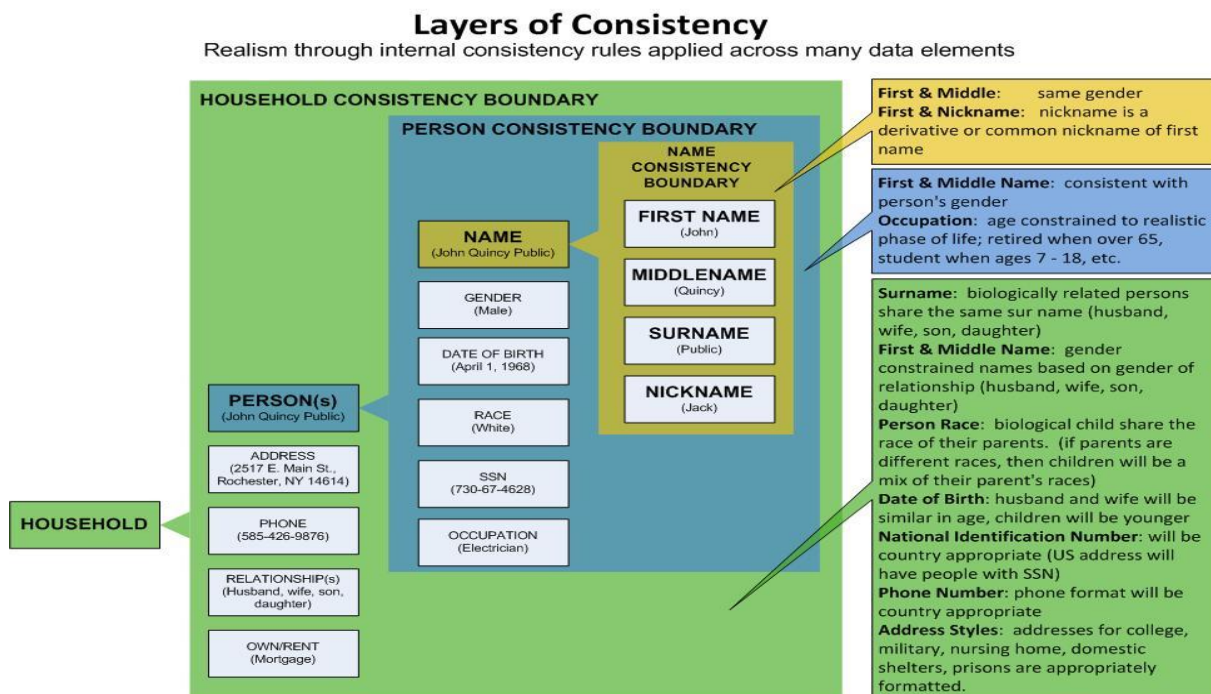 Layers of Consistency
Realism through internal consistency rules applied across many data elements
HOUSEHOLD CONSISTENCY BOUNDARY
PERSON CONSISTENCY BOUNDARY
NAME
CONSISTENCY
BOUNDARY
FIRST NAME
(John)
MIDDLENAME
(Quincy)
SURNAME
(Public)
NICKNAME
(Jack)
NAME
(John Quincy Public)
GENDER
(Male)
DATE OF BIRTH
(April 1, 1968)
RACE
(White)
SSN
(730-67-4628)
OCCUPATION
(Electrician)
PERSON(s)
(John Quincy Public)
ADDRESS
(2517 E. Main St.,
Rochester, NY 14614)
PHONE
(585-426-9876)
RELATIONSHIP(s)
(Husband, wife, son,
daughter)
OWN/RENT
(Mortgage)
HOUSEHOLD
First & Middle: same gender
First & Nickname: nickname is a
derivative or common nickname of first
name
First & Middle Name: consistent with
person's gender
Occupation: age constrained to realistic
phase of life; retired when over 65,
student when ages 7 - 18, etc.
Surname: biologically related persons
share the same sur name (husband,
wife, son, daughter)
First & Middle Name: gender
constrained names based on gender of
relationship (husband, wife, son,
daughter)
Person Race: biological child share the
race of their parents. (if parents are
different races, then children will be a
mix of their parent's races)
Date of Birth: husband and wife will be
similar in age, children will be younger
National Identification Number: will be
country appropriate (US address will
have people with SSN)
Phone Number: phone format will be
country appropriate
Address Styles: addresses for college,
military, nursing home, domestic
shelters, prisons are appropriately
formatted.